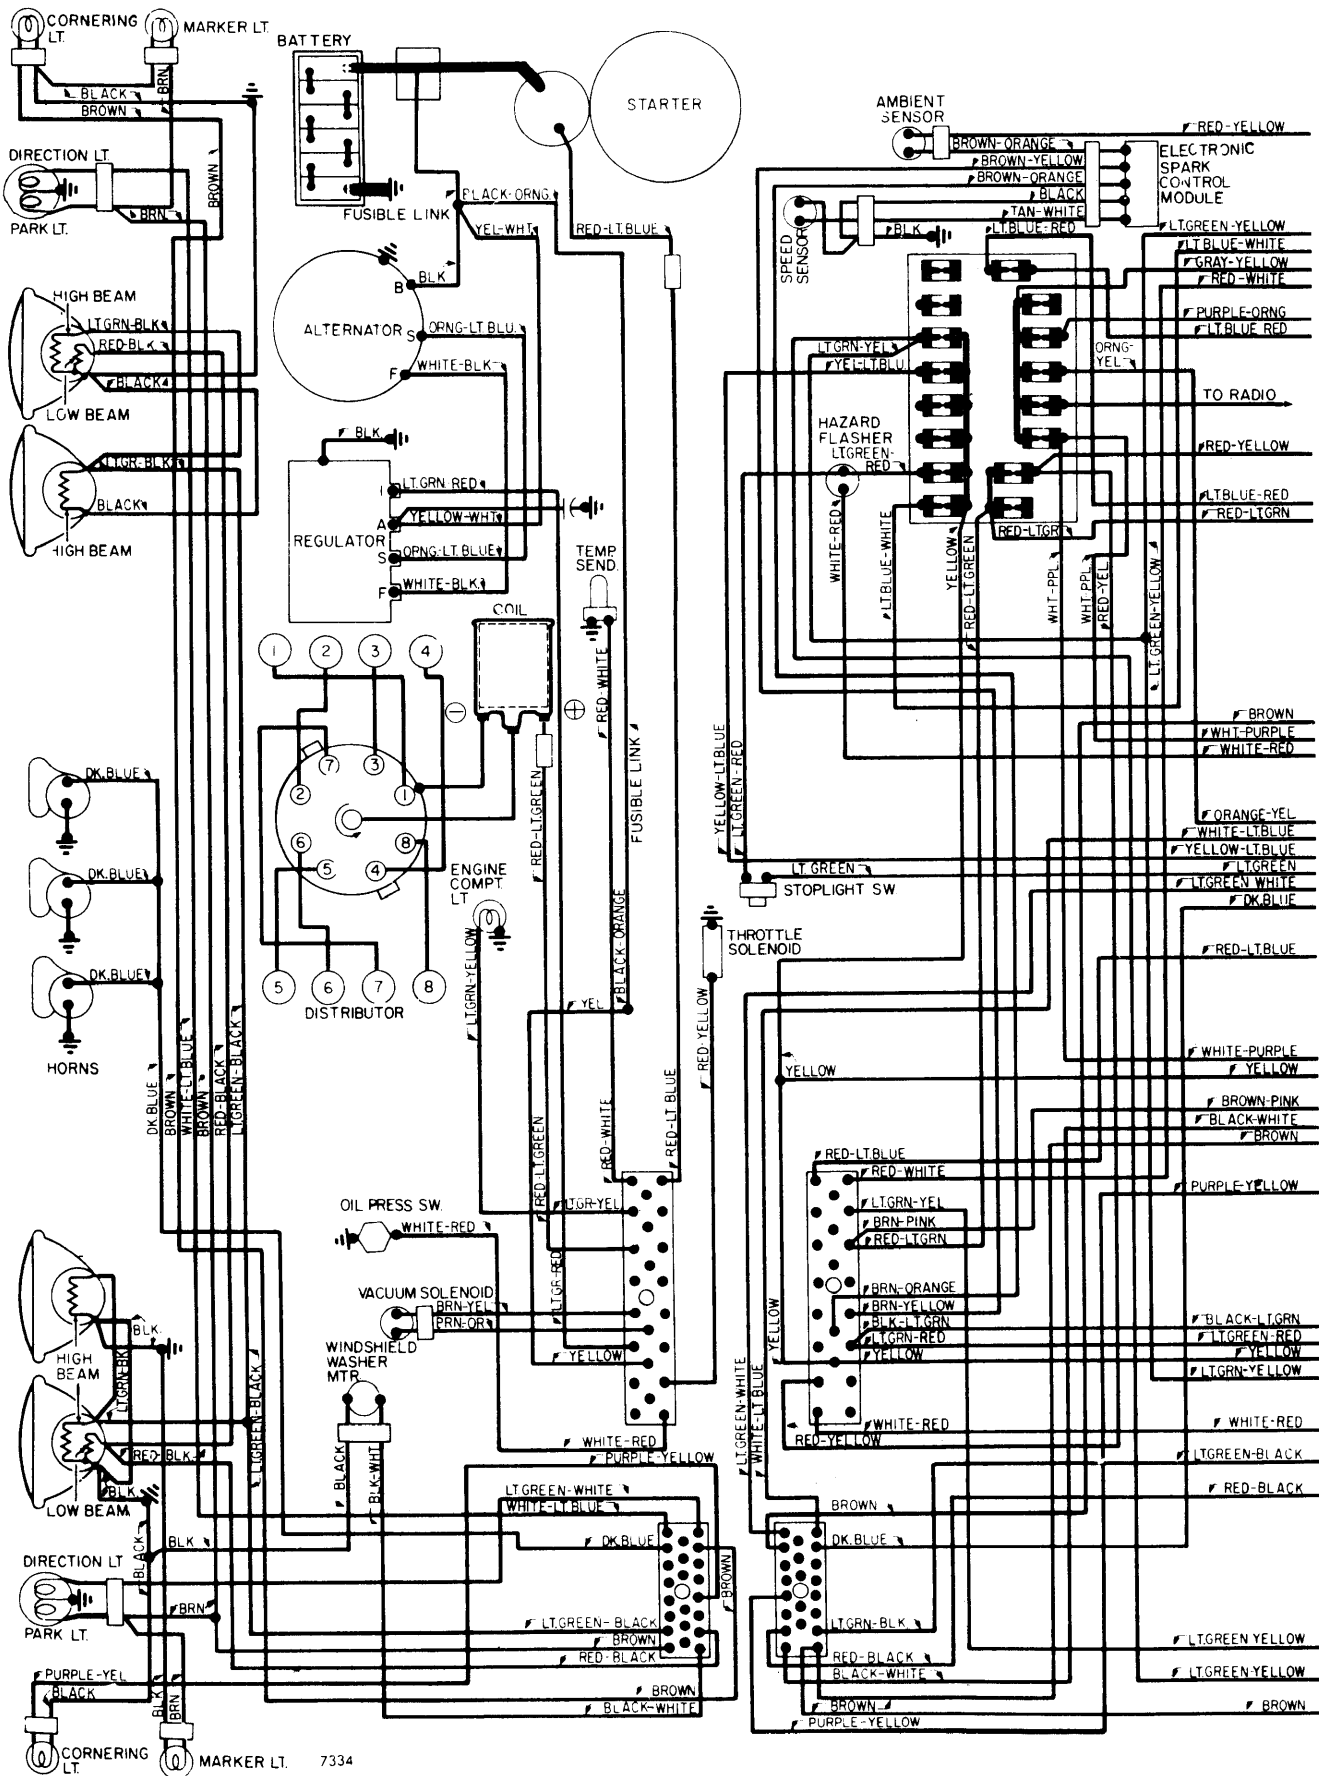 CORNERING
LT.
MARKER LT.
BATTERY
STARTER
BLACK
BROWN
BRN
AMBIENT
SENSOR
RED-YELLOW
BROWN-ORANGE
BROWN-YELLOW
BROWN-ORANGE
BLACK
TAN-WHITE
ELECTRONIC
SPARK
CONTROL
MODULE
DIRECTION LT.
BROWN
BRN
PARK LT.
FUSIBLE LINK
BLACK-ORNG.
YEL-WHT
RED-LT.BLUE
SPEED
SENSOR
BLK
LT.BLUE-RED
LT.GREEN-YELLOW
LT.BLUE-WHITE
GRAY-YELLOW
RED-WHITE
PURPLE-ORNG
LT.BLUE RED
HIGH BEAM
LT.GRN-BLK
RED-BLK
BLACK
LOW BEAM
B
BLK
ALTERNATOR
S
ORNG-LT.BLU.
F
WHITE-BLK
LT.GRN-YEL
YEL-LT.BLU.
ORNG-
YEL
TO RADIO
HAZARD
FLASHER
LT.GREEN-
RED
RED-YELLOW
BLK.
LT.GR-BLK
BLACK
HIGH BEAM
I
LT.GRN RED
A
YELLOW-WHT
REGULATOR
S
ORNG-LT.BLUE
F
WHITE-BLK.
LT.BLUE-RED
RED-LT.GRN
RED-LT.GR
WHITE-RED
LT.BLUE-WHITE
YELLOW
RED-LT.GREEN
WHT-PPL.
WHT-PPL.
RED-YEL.
LT.GREEN-YELLOW
TEMP.
SEND.
COIL
1
2
3
4
RED-WHITE
FUSIBLE LINK
7
3
2
1
6
8
5
4
DK.BLUE
DK.BLUE
DK.BLUE
HORNS
RED-LT.GREEN
ENGINE
COMPT.
LT
5
6
7
8
DISTRIBUTOR
LT.GRN-YELLOW
BLACK-ORANGE
YEL
YELLOW-LT.BLUE
LT.GREEN-RED
BROWN
WHT-PURPLE
WHITE-RED
ORANGE-YEL
WHITE-LT.BLUE
YELLOW-LT.BLUE
LT.GREEN
LT.GREEN WHITE
DK.BLUE
LT. GREEN
STOPLIGHT SW.
THROTTLE
SOLENOID
RED-YELLOW
RED-LT.BLUE
WHITE-PURPLE
YELLOW
YELLOW
BROWN-PINK
BLACK-WHITE
BROWN
PURPLE-YELLOW
DK.BLUE
BROWN
WHITE-LT.BLUE
BROWN
RED-BLACK
LT.GREEN-BLACK
RED-LT.GREEN
RED-WHITE
RED-LT BLUE
RED-LT.BLUE
RED-WHITE
LT.GRN-YEL
BRN-PINK
RED-LT.GRN
BRN-ORANGE
BRN-YELLOW
BLK-LT.GRN
LT.GRN-RED
YELLOW
YELLOW
OIL PRESS SW.
WHITE-RED
LT.GR-YEL
LT.GR-RED
VACUUM SOLENOID
BRN-YEL
BRN-OR
YELLOW
WINDSHIELD
WASHER
MTR.
BLACK-LT.GRN
LT.GREEN-RED
YELLOW
LT.GRN-YELLOW
WHITE-RED
LT.GREEN-BLACK
RED-BLACK
WHITE-RED
RED-YELLOW
HIGH
BEAM
BLK.
LT.GRN-BLK
RED-BLK
BLK.
LOW BEAM
LT.GREEN-BLACK
BLACK
BLK-WHT
WHITE-RED
PURPLE-YELLOW
LT.GREEN-WHITE
WHITE-LT.BLUE
LT.GREEN-WHITE
WHITE-LT BLUE
BROWN
DK.BLUE
DK.BLUE
BROWN
BLK
BLACK
DIRECTION LT
BRN
PARK LT.
LT.GREEN-BLACK
BROWN
RED-BLACK
LT.GRN-BLK
RED-BLACK
BLACK-WHITE
BROWN
PURPLE-YELLOW
LT.GREEN YELLOW
LT.GREEN-YELLOW
BROWN
PURPLE-YEL
BLACK
BLK
BRN
BROWN
BLACK-WHITE
CORNERING
LT.
MARKER LT.
7334